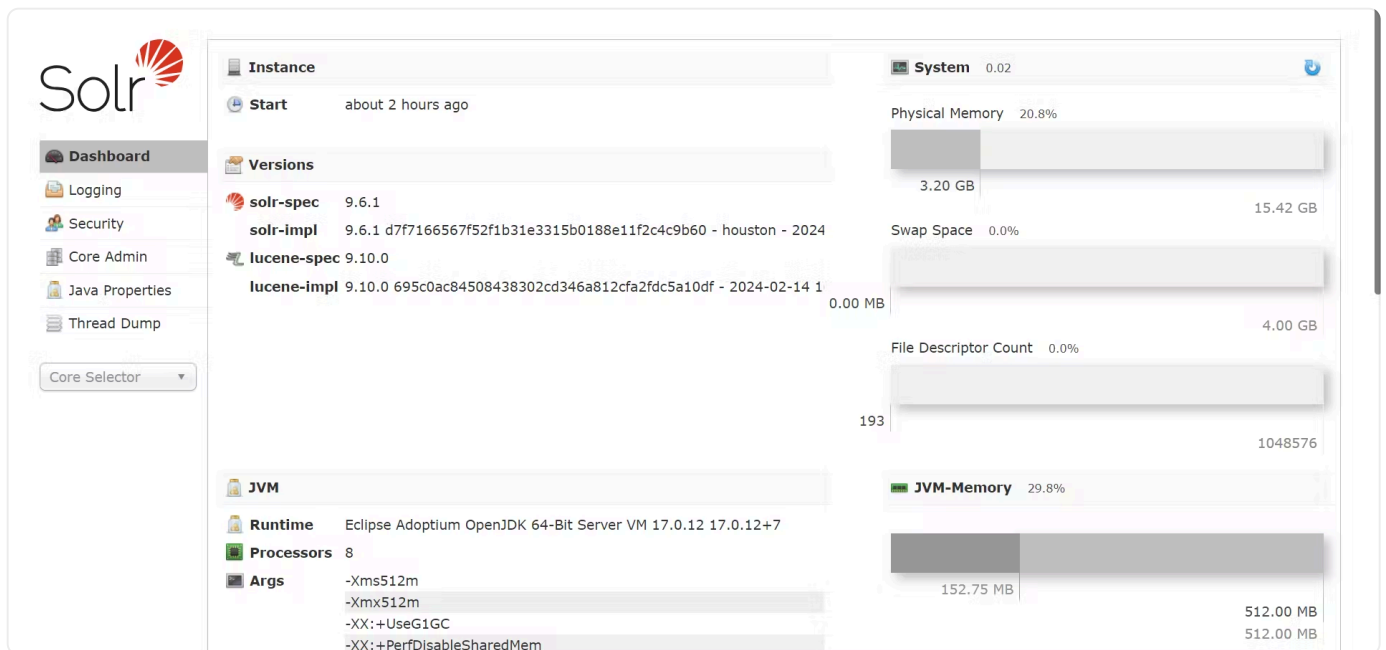 Solr
Dashboard
Logging
Security
Core Admin
Java Properties
Thread Dump
Core Selector
Instance
Start about 2 hours ago
Versions
solr-spec 9.6.1
solr-impl 9.6.1 d7f7166567f52f1b31e3315b0188e11f2c4c9b60 - houston - 2024
lucene-spec 9.10.0
lucene-impl 9.10.0 695c0ac84508438302cd346a812cfa2fdc5a10df - 2024-02-14 1
JVM
Runtime Eclipse Adoptium OpenJDK 64-Bit Server VM 17.0.12 17.0.12+7
Processors 8
Args -Xms512m
-Xmx512m
-XX:+UseG1GC
-XX:+PerfDisableSharedMem
System 0.02
Physical Memory 20.8%
3.20 GB
15.42 GB
Swap Space 0.0%
0.00 MB
4.00 GB
File Descriptor Count 0.0%
193
1048576
JVM-Memory 29.8%
152.75 MB
512.00 MB
512.00 MB